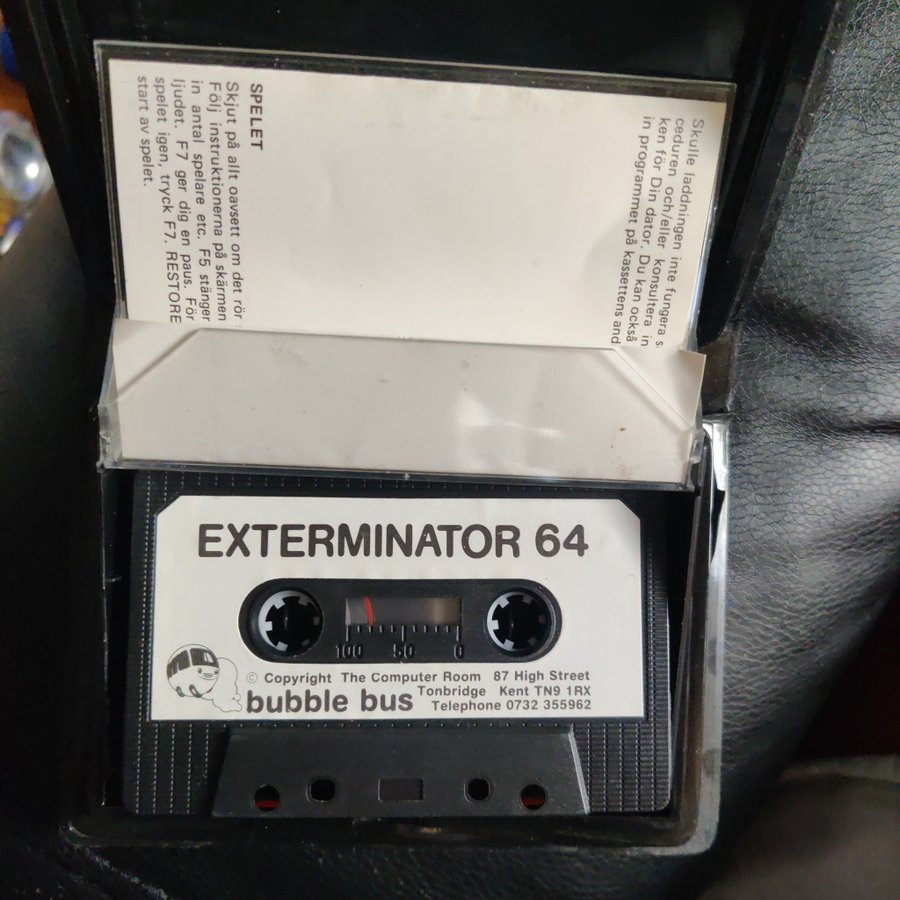 Skulle laddningen inte fungera
ceduren och/eller konsultera
ken för Din dator. Du kan också
in programmet på kassettens
SPELET
Skjut på allt oavsett om det rör
Följ instruktionerna på skärmen
in antal spelare etc. F5 stänger
ljudet. F7 ger dig en paus. För
spelet igen, tryck F7. RESTORE
start av spelet.
EXTERMINATOR 64
100 50 0
© Copyright The Computer Room 87 High Street
bubble bus Tonbridge Kent TN9 1RX
Telephone 0732 355962